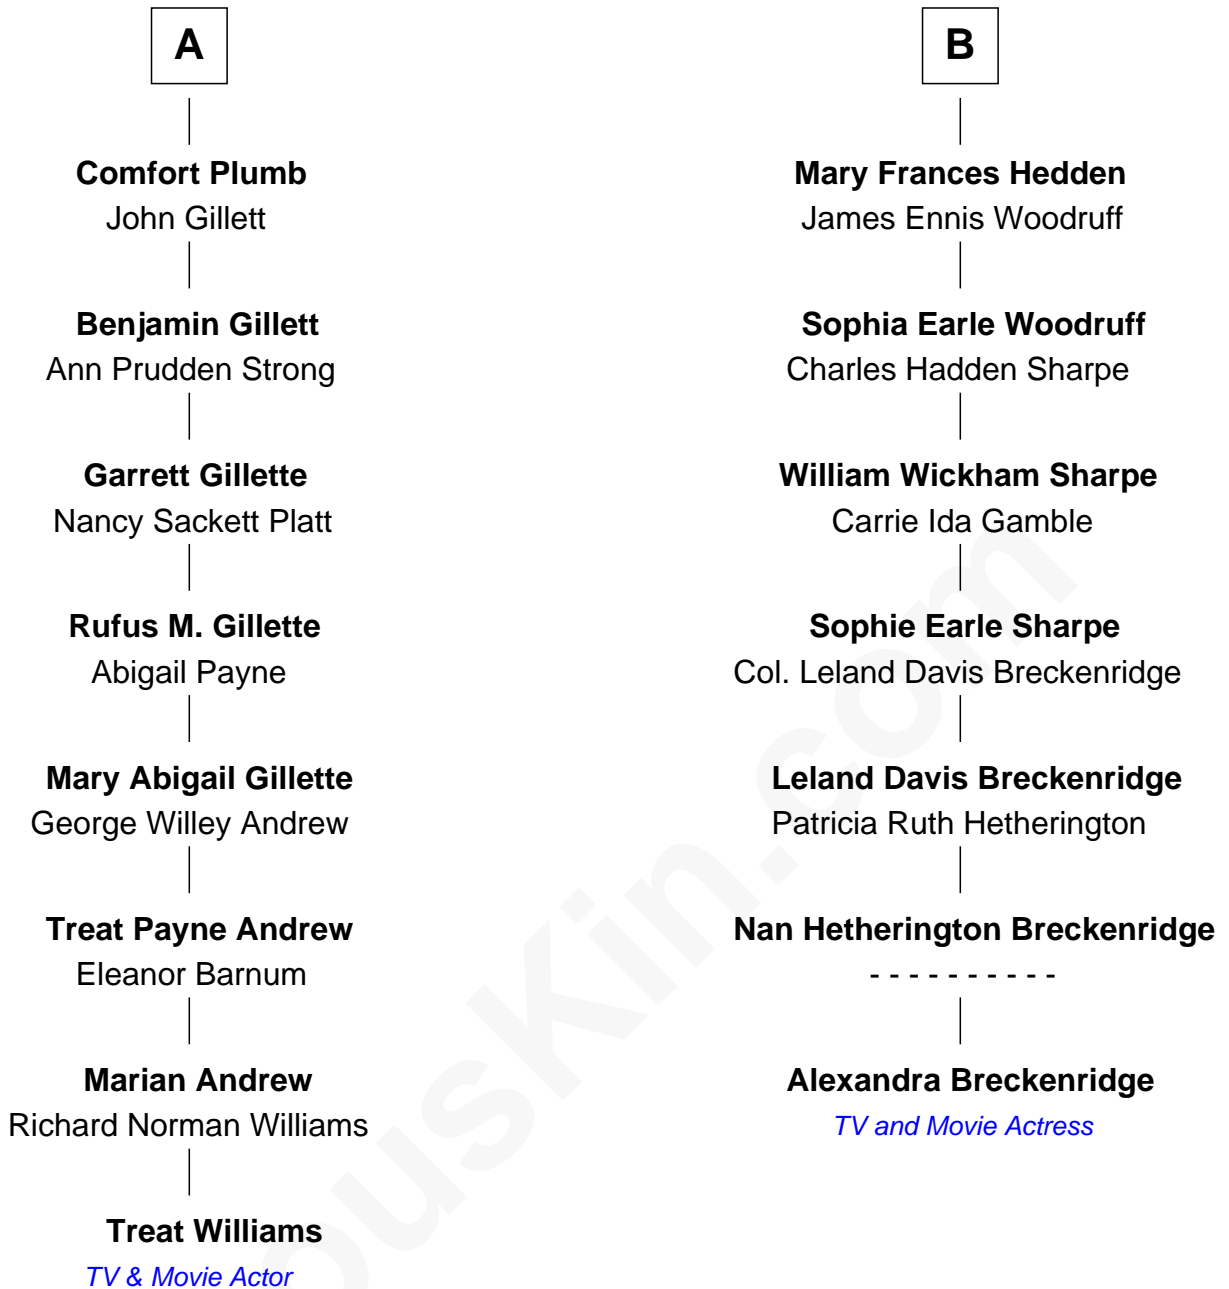 A
Comfort Plumb
John Gillett
Benjamin Gillett
Ann Prudden Strong
Garrett Gillette
Nancy Sackett Platt
Rufus M. Gillette
Abigail Payne
Mary Abigail Gillette
George Willey Andrew
Treat Payne Andrew
Eleanor Barnum
Marian Andrew
Richard Norman Williams
Treat Williams
TV & Movie Actor
B
Mary Frances Hedden
James Ennis Woodruff
Sophia Earle Woodruff
Charles Hadden Sharpe
William Wickham Sharpe
Carrie Ida Gamble
Sophie Earle Sharpe
Col. Leland Davis Breckenridge
Leland Davis Breckenridge
Patricia Ruth Hetherington
Nan Hetherington Breckenridge
- - - - - - - - - -
Alexandra Breckenridge
TV and Movie Actress
ousKin.com